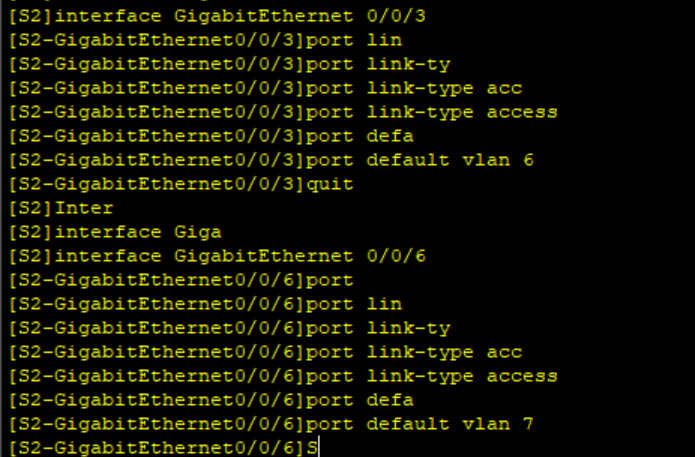 [S2]interface GigabitEthernet 0/0/3
[S2-GigabitEthernet0/0/3]port lin
[S2-GigabitEthernet0/0/3]port link-ty
[S2-GigabitEthernet0/0/3]port link-type acc
[S2-GigabitEthernet0/0/3]port link-type access
[S2-GigabitEthernet0/0/3]port defa
[S2-GigabitEthernet0/0/3]port default vlan 6
[S2-GigabitEthernet0/0/3]quit
[S2]Inter
[S2]interface Giga
[S2]interface GigabitEthernet 0/0/6
[S2-GigabitEthernet0/0/6]port
[S2-GigabitEthernet0/0/6]port lin
[S2-GigabitEthernet0/0/6]port link-ty
[S2-GigabitEthernet0/0/6]port link-type acc
[S2-GigabitEthernet0/0/6]port link-type access
[S2-GigabitEthernet0/0/6]port defa
[S2-GigabitEthernet0/0/6]port default vlan 7
[S2-GigabitEthernet0/0/6]S